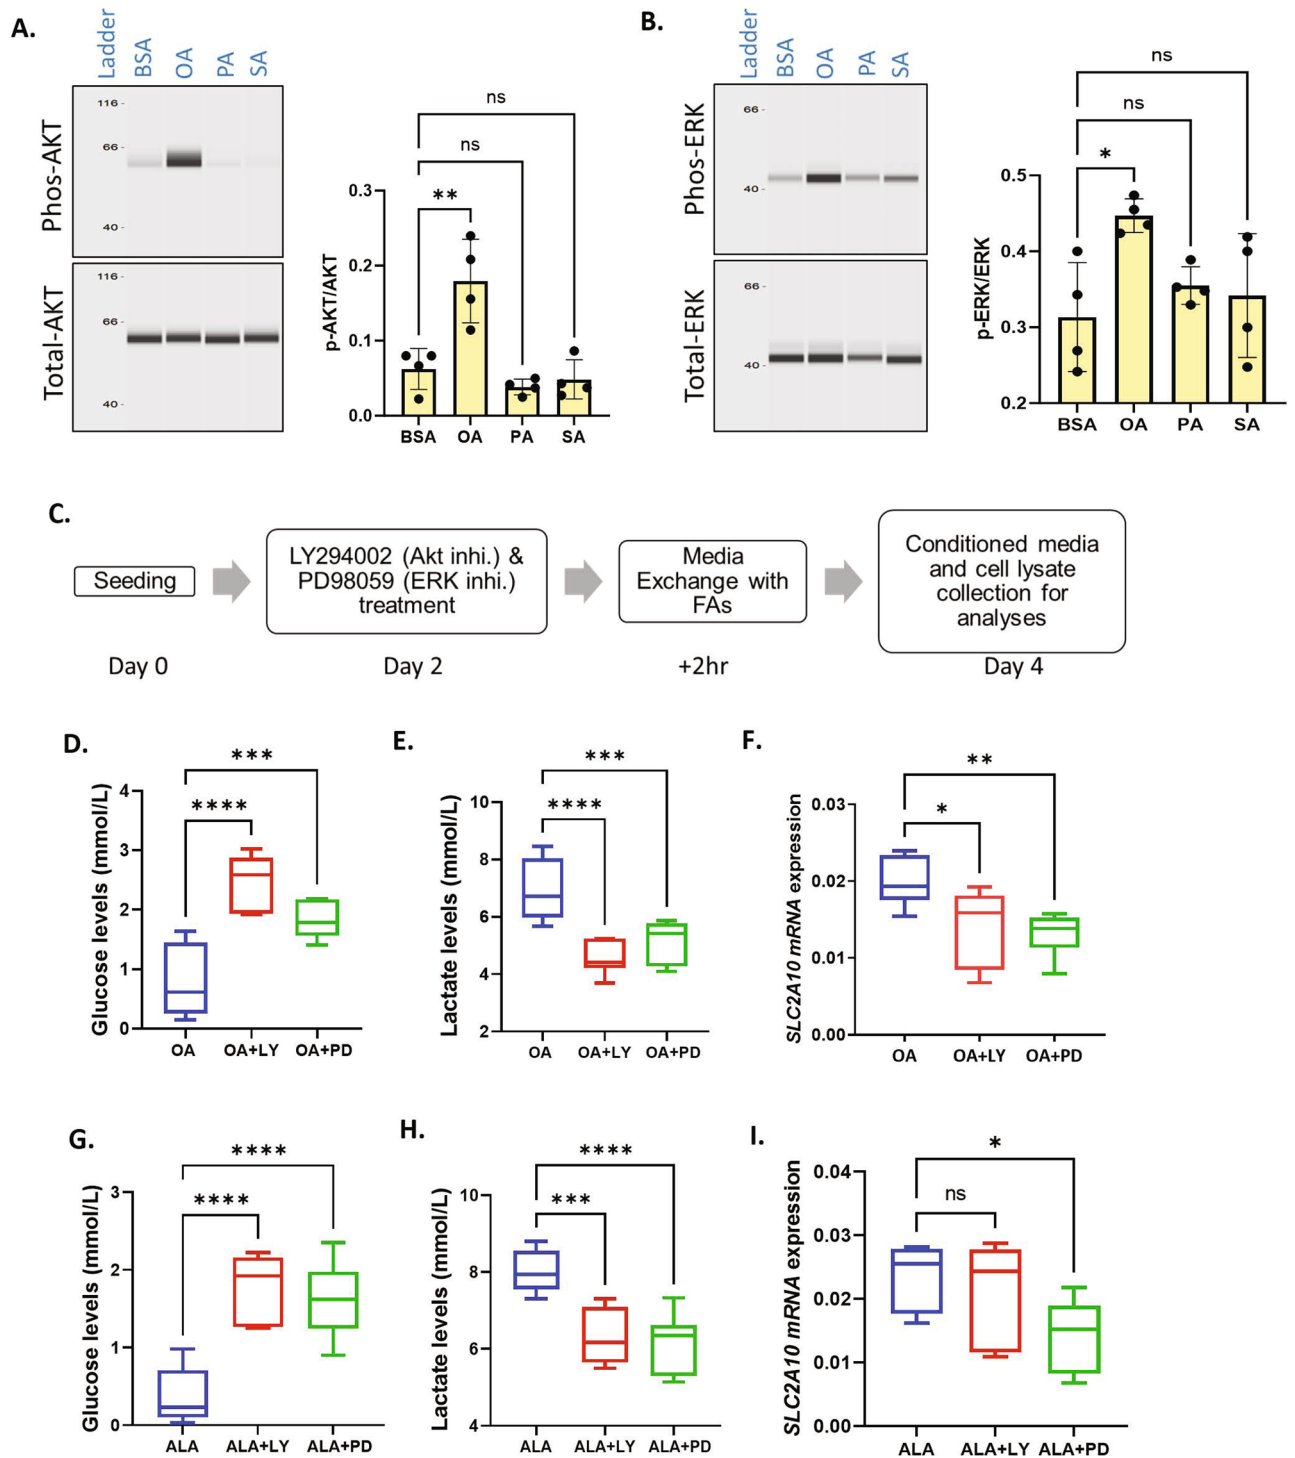 A.
Ladder
BSA
OA
PA
SA
Phos-AKT
116
66
40
Total-AKT
116
66
40
ns
ns
**
p-AKT/AKT
0.3
0.2
0.1
0.0
BSA OA PA SA
B.
Ladder
BSA
OA
PA
SA
Phos-ERK
66
40
Total-ERK
66
40
ns
ns
*
p-ERK/ERK
0.5
0.4
0.3
0.2
BSA OA PA SA
C.
Seeding
LY294002 (Akt inhi.) &
PD98059 (ERK inhi.)
treatment
Media
Exchange with
FAs
Conditioned media
and cell lysate
collection for
analyses
Day 0 Day 2 +2hr Day 4
D.
***
****
Glucose levels (mmol/L)
4
3
2
1
0
OA OA+LY OA+PD
E.
***
****
Lactate levels (mmol/L)
10
8
6
4
2
OA OA+LY OA+PD
F.
**
*
SLC2A10 mRNA expression
0.03
0.02
0.01
0.00
OA OA+LY OA+PD
G.
****
****
Glucose levels (mmol/L)
3
2
1
0
ALA ALA+LY ALA+PD
H.
****
***
Lactate levels (mmol/L)
10
8
6
4
ALA ALA+LY ALA+PD
I.
*
ns
SLC2A10 mRNA expression
0.04
0.03
0.02
0.01
0.00
ALA ALA+LY ALA+PD